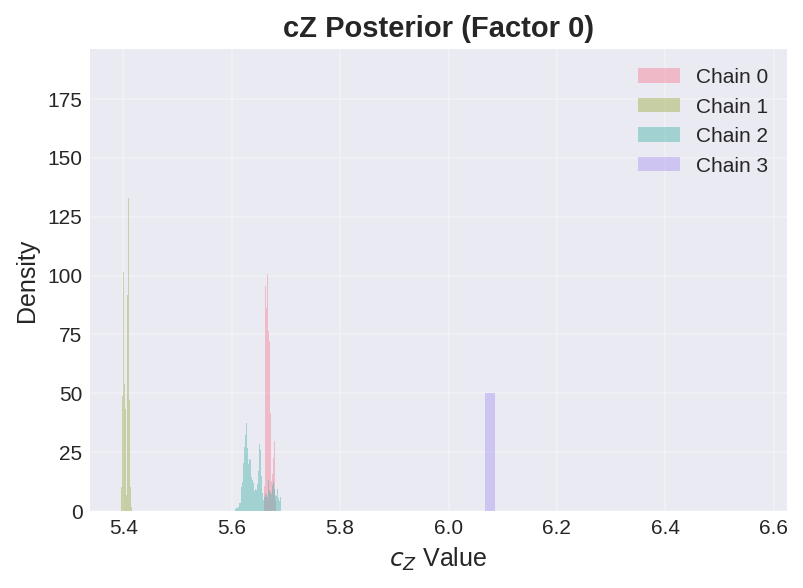 cZ Posterior (Factor 0)
Chain 0
Chain 1
Chain 2
Chain 3
175
150
125
100
75
50
25
0
Density
5.4 5.6 5.8 6.0 6.2 6.4 6.6
c_Z Value